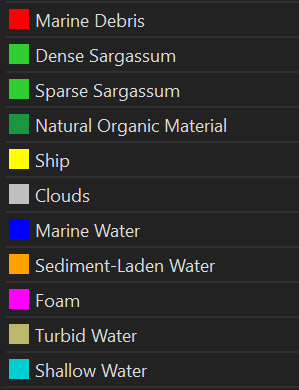 Marine Debris
Dense Sargassum
Sparse Sargassum
Natural Organic Material
Ship
Clouds
Marine Water
Sediment-Laden Water
Foam
Turbid Water
Shallow Water